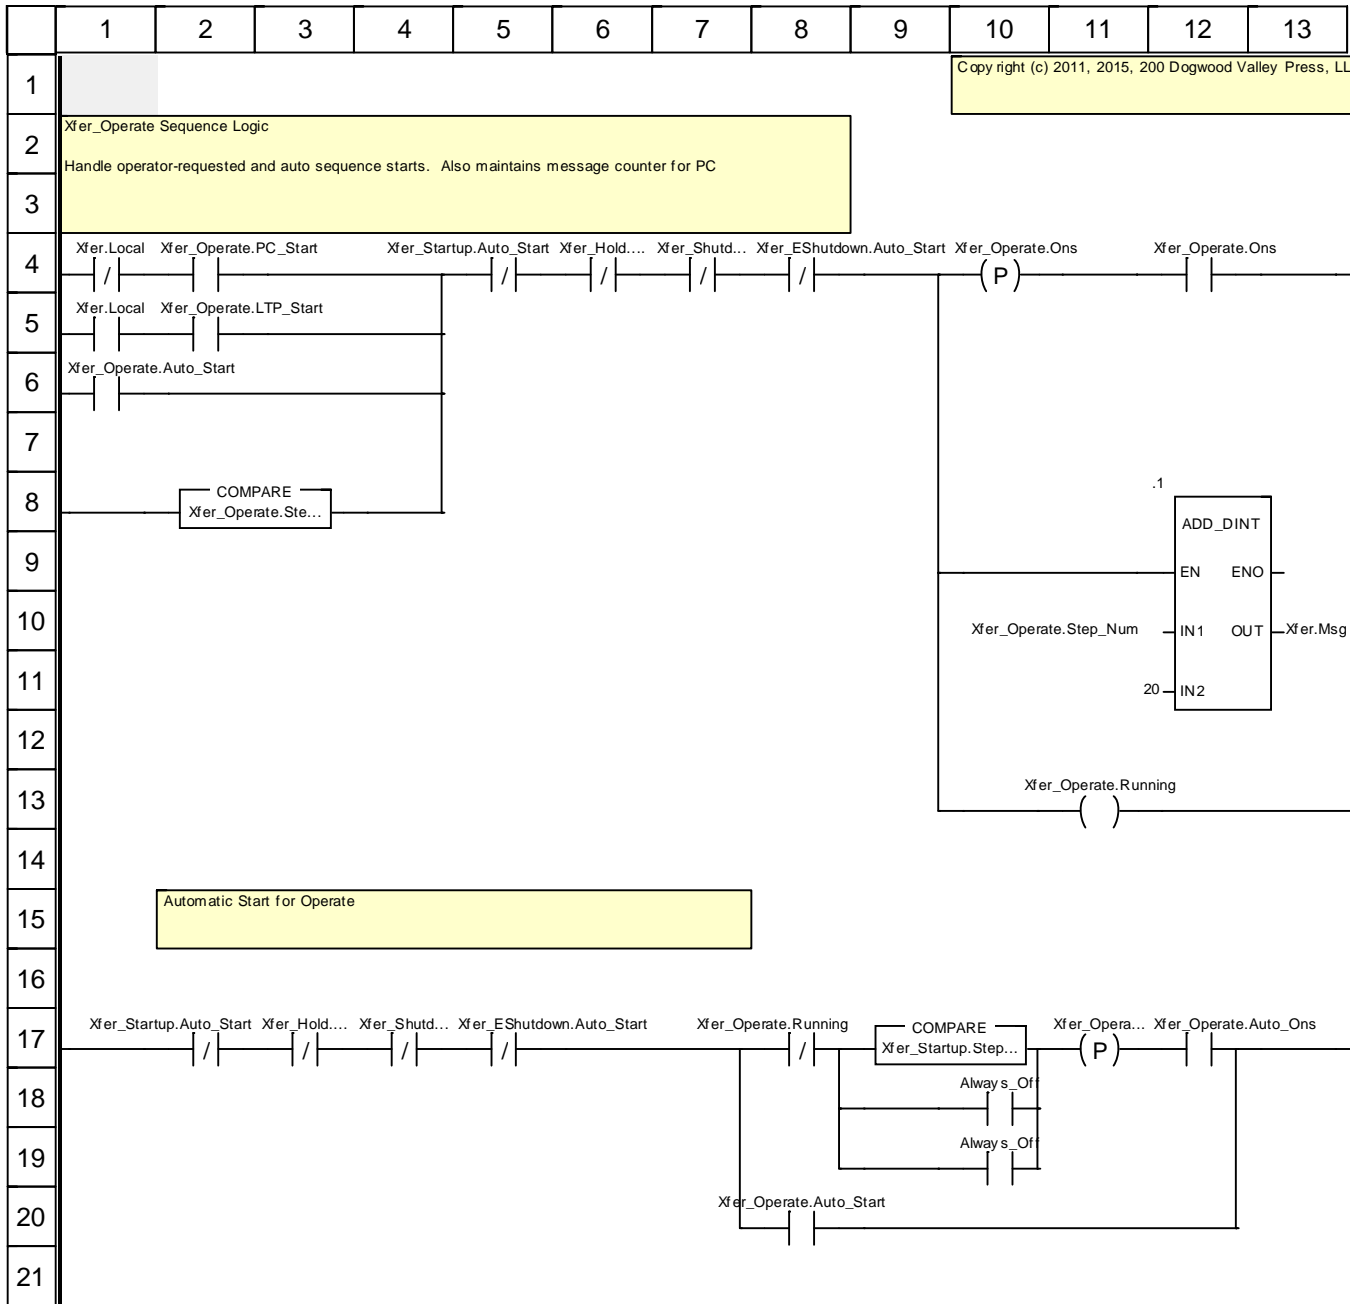 1 2 3 4 5 6 7 8 9 10 11 12 13
1
Copyright (c) 2011, 2015, 200 Dogwood Valley Press, LL
2
Xfer_Operate Sequence Logic
Handle operator-requested and auto sequence starts. Also maintains message counter for PC
3
4
Xfer.Local Xfer_Operate.PC_Start Xfer_Startup.Auto_Start Xfer_Hold.... Xfer_Shutd... Xfer_EShutdown.Auto_Start Xfer_Operate.Ons Xfer_Operate.Ons
/ / / / / P
5
Xfer.Local Xfer_Operate.LTP_Start
6
Xfer_Operate.Auto_Start
7
8
COMPARE
Xfer_Operate.Ste...
.1
ADD_DINT
9
EN ENO
10
Xfer_Operate.Step_Num IN1 OUT Xfer.Msg
11
20 IN2
12
13
Xfer_Operate.Running
14
15
Automatic Start for Operate
16
17
Xfer_Startup.Auto_Start Xfer_Hold.... Xfer_Shutd... Xfer_EShutdown.Auto_Start Xfer_Operate.Running COMPARE Xfer_Opera... Xfer_Operate.Auto_Ons
Xfer_Startup.Step...
/ / / / / P
18
Always_Off
19
Always_Off
20
Xfer_Operate.Auto_Start
21